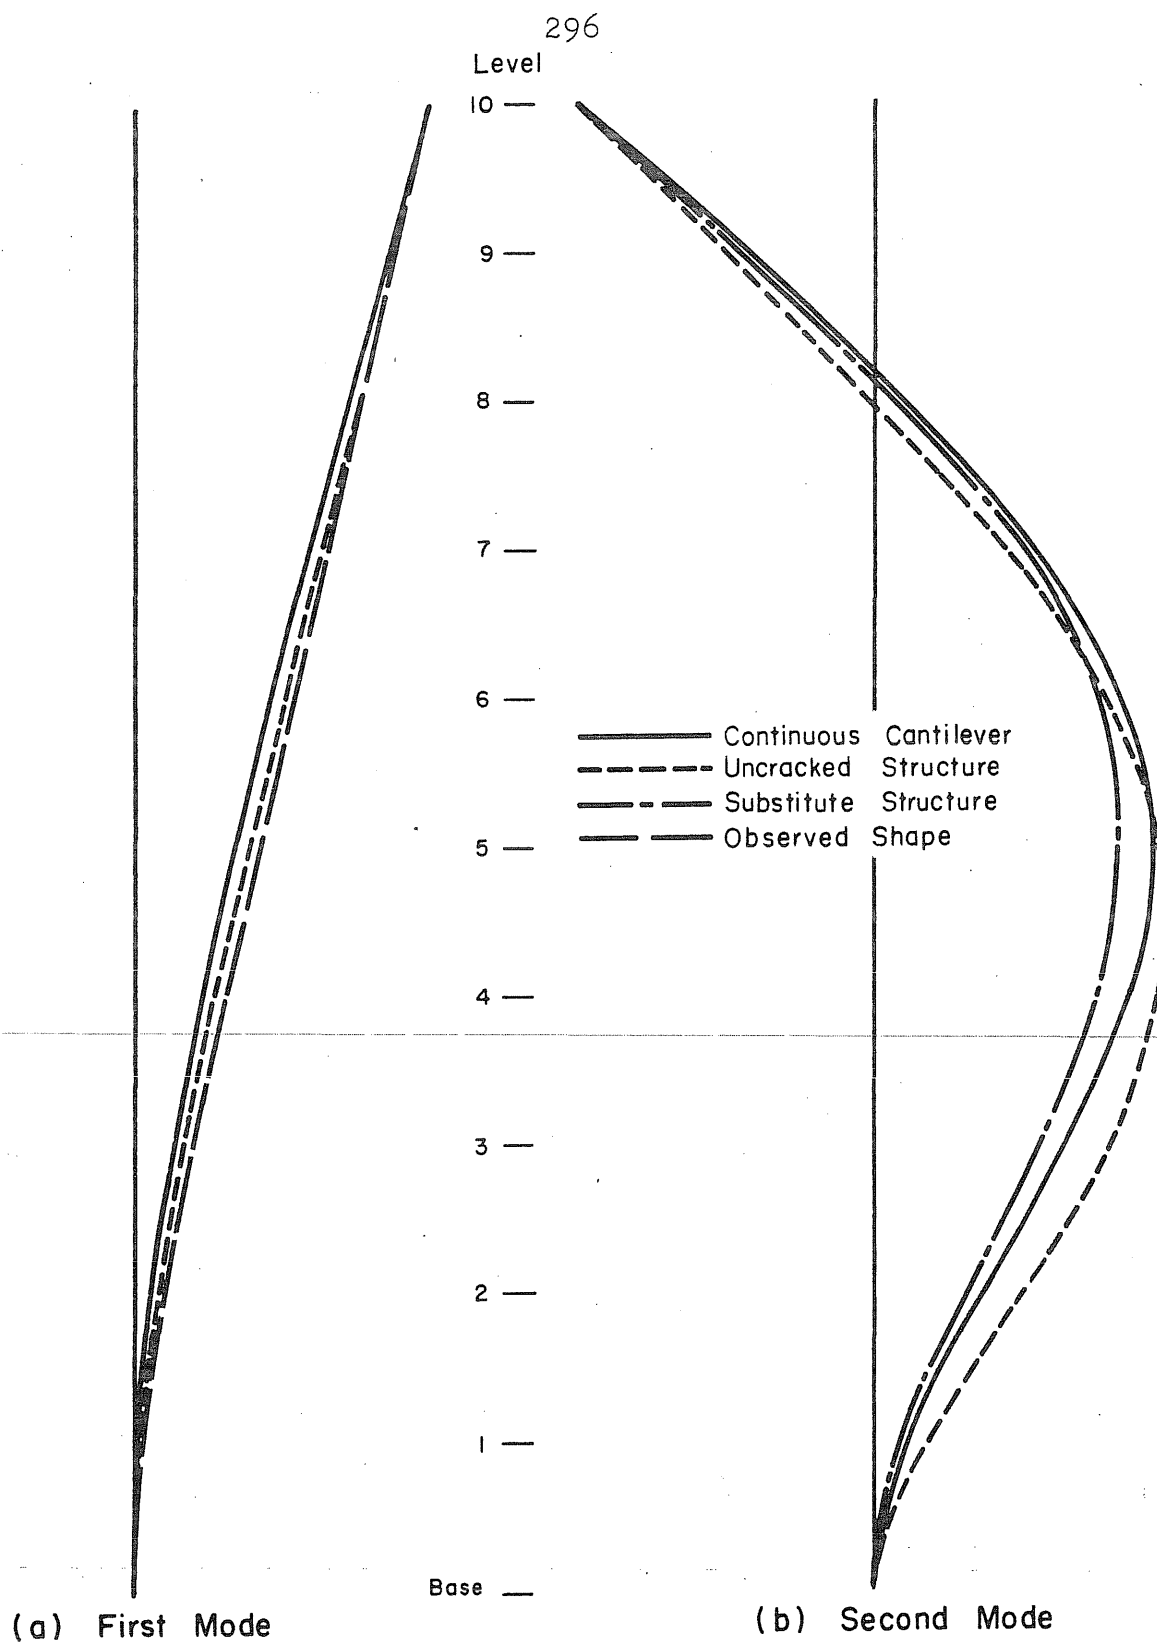 296
Level
10
9
8
7
6
Continuous Cantilever
Uncracked Structure
Substitute Structure
Observed Shape
5
4
3
2
1
Base
(a) First Mode
(b) Second Mode